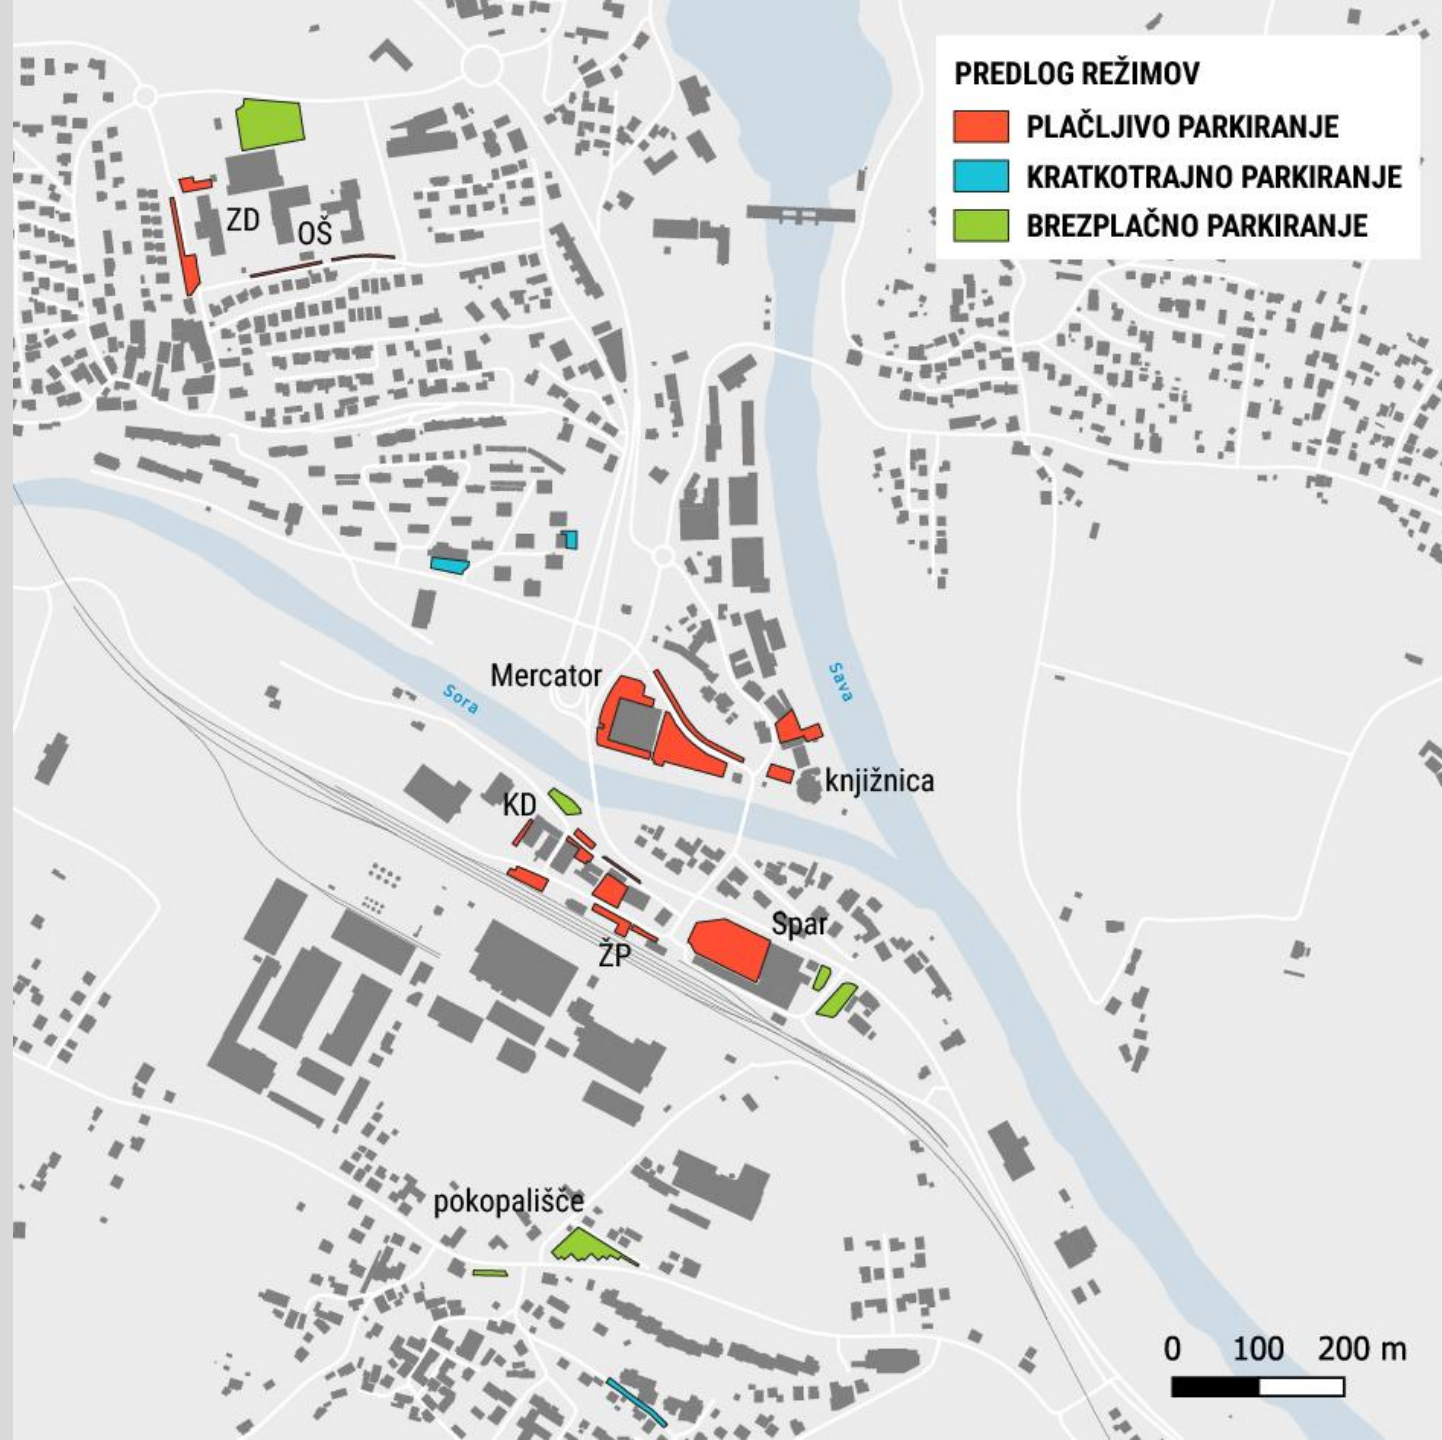 PREDLOG REŽIMOV
PLAČLJIVO PARKIRANJE
KRATKOTRAJNO PARKIRANJE
BREZPLAČNO PARKIRANJE
ZD
OŠ
Mercator
Sora
Sava
knjižnica
KD
Spar
ŽP
pokopališče
0 100 200 m